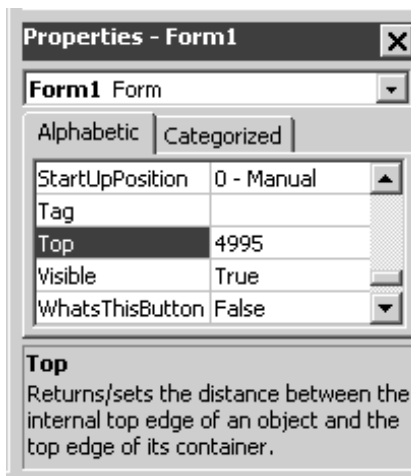 Properties - Form1
Form1 Form
Alphabetic Categorized
StartUpPosition 0 - Manual
Tag
Top 4995
Visible True
WhatsThisButton False
Top
Returns/sets the distance between the
internal top edge of an object and the
top edge of its container.